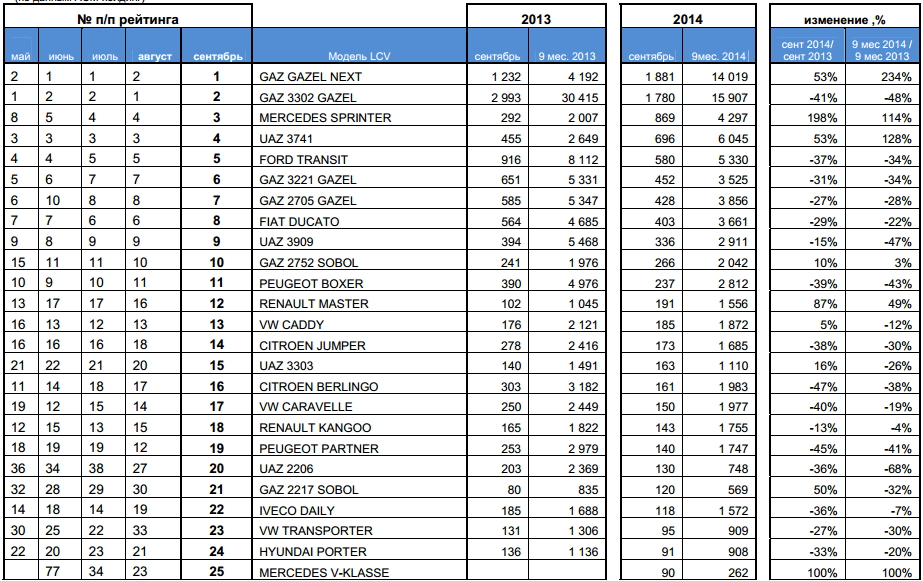 № п/п рейтинга 2013 2014 изменение ,%
май июнь июль август сентябрь Модель LCV сентябрь 9 мес. 2013 сентябрь 9мес. 2014 сент 2014/ сент 2013 9 мес 2014 / 9 мес 2013
2 1 1 2 1 GAZ GAZEL NEXT 1 232 4 192 1 881 14 019 53% 234%
1 2 2 1 2 GAZ 3302 GAZEL 2 993 30 415 1 780 15 907 -41% -48%
8 5 4 4 3 MERCEDES SPRINTER 292 2 007 869 4 297 198% 114%
3 3 3 3 4 UAZ 3741 455 2 649 696 6 045 53% 128%
4 4 5 5 5 FORD TRANSIT 916 8 112 580 5 330 -37% -34%
5 6 7 7 6 GAZ 3221 GAZEL 651 5 331 452 3 525 -31% -34%
6 10 8 8 7 GAZ 2705 GAZEL 585 5 347 428 3 856 -27% -28%
7 7 6 6 8 FIAT DUCATO 564 4 685 403 3 661 -29% -22%
9 8 9 9 9 UAZ 3909 394 5 468 336 2 911 -15% -47%
15 11 11 10 10 GAZ 2752 SOBOL 241 1 976 266 2 042 10% 3%
10 9 10 11 11 PEUGEOT BOXER 390 4 976 237 2 812 -39% -43%
13 17 17 16 12 RENAULT MASTER 102 1 045 191 1 556 87% 49%
16 13 12 13 13 VW CADDY 176 2 121 185 1 872 5% -12%
16 16 16 18 14 CITROEN JUMPER 278 2 416 173 1 685 -38% -30%
21 22 21 20 15 UAZ 3303 140 1 491 163 1 110 16% -26%
11 14 18 17 16 CITROEN BERLINGO 303 3 182 161 1 983 -47% -38%
19 12 15 14 17 VW CARAVELLE 250 2 449 150 1 977 -40% -19%
12 15 13 15 18 RENAULT KANGOO 165 1 822 143 1 755 -13% -4%
18 19 19 12 19 PEUGEOT PARTNER 253 2 979 140 1 747 -45% -41%
36 34 38 27 20 UAZ 2206 203 2 369 130 748 -36% -68%
32 28 29 30 21 GAZ 2217 SOBOL 80 835 120 569 50% -32%
14 18 14 19 22 IVECO DAILY 185 1 688 118 1 572 -36% -7%
30 25 22 33 23 VW TRANSPORTER 131 1 306 95 909 -27% -30%
22 20 23 21 24 HYUNDAI PORTER 136 1 136 91 908 -33% -20%
77 34 23 25 MERCEDES V-KLASSE 90 262 100% 100%